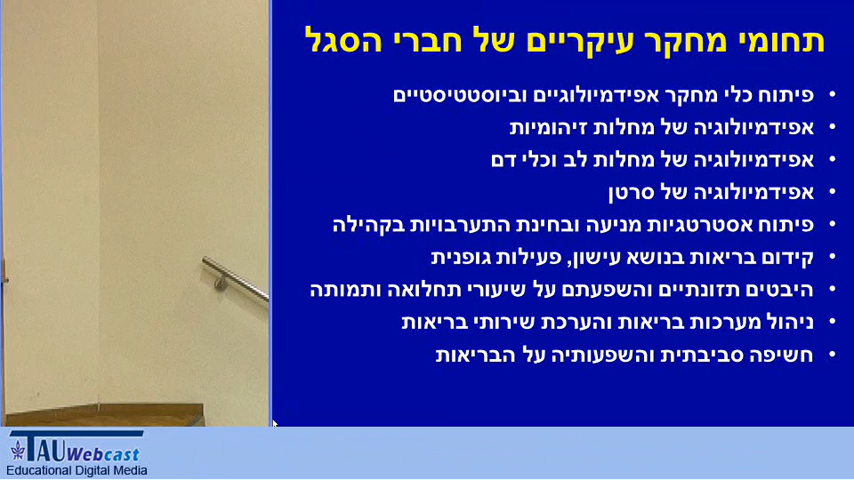 תחומי מחקר עיקריים של חברי הסגל
• פיתוח כלי מחקר אפידמיולוגיים וביוסטטיסטיים
• אפידמיולוגיה של מחלות זיהומיות
• אפידמיולוגיה של מחלות לב וכלי דם
• אפידמיולוגיה של סרטן
• פיתוח אסטרטגיות מניעה ובחינת התערבויות בקהילה
• קידום בריאות בנושא עישון, פעילות גופנית
• היבטים תזונתיים והשפעתם על שיעורי תחלואה ותמותה
• ניהול מערכות בריאות והערכת שירותי בריאות
• חשיפה סביבתית והשפעותיה על הבריאות
TAU Webcast
Educational Digital Media